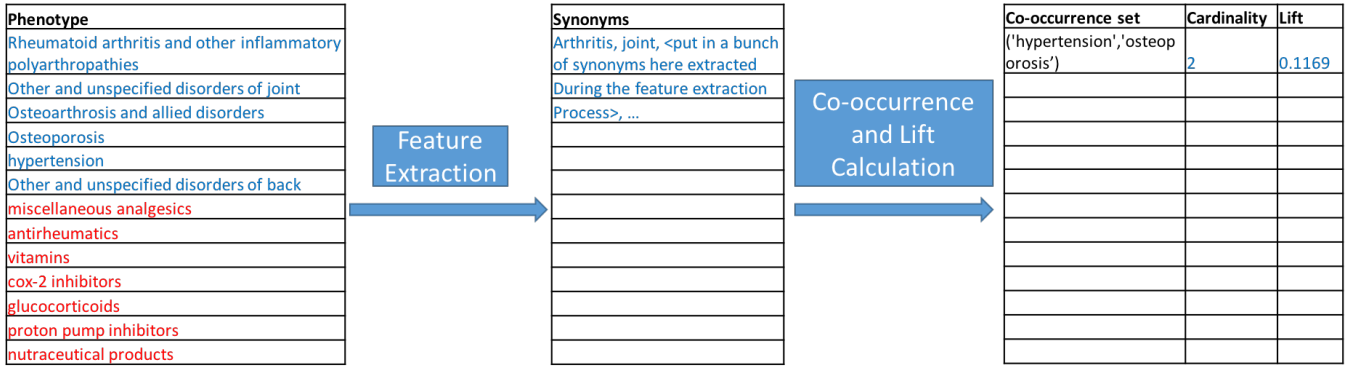 Phenotype
Rheumatoid arthritis and other inflammatory
polyarthropathies
Other and unspecified disorders of joint
Osteoarthrosis and allied disorders
Osteoporosis
hypertension
Other and unspecified disorders of back
miscellaneous analgesics
antirheumatics
vitamins
cox-2 inhibitors
glucocorticoids
proton pump inhibitors
nutraceutical products
Feature
Extraction
Synonyms
Arthritis, joint, <put in a bunch
of synonyms here extracted
During the feature extraction
Process>, ...
Co-occurrence
and Lift
Calculation
Co-occurrence set Cardinality Lift
('hypertension','osteop
orosis’) 2 0.1169